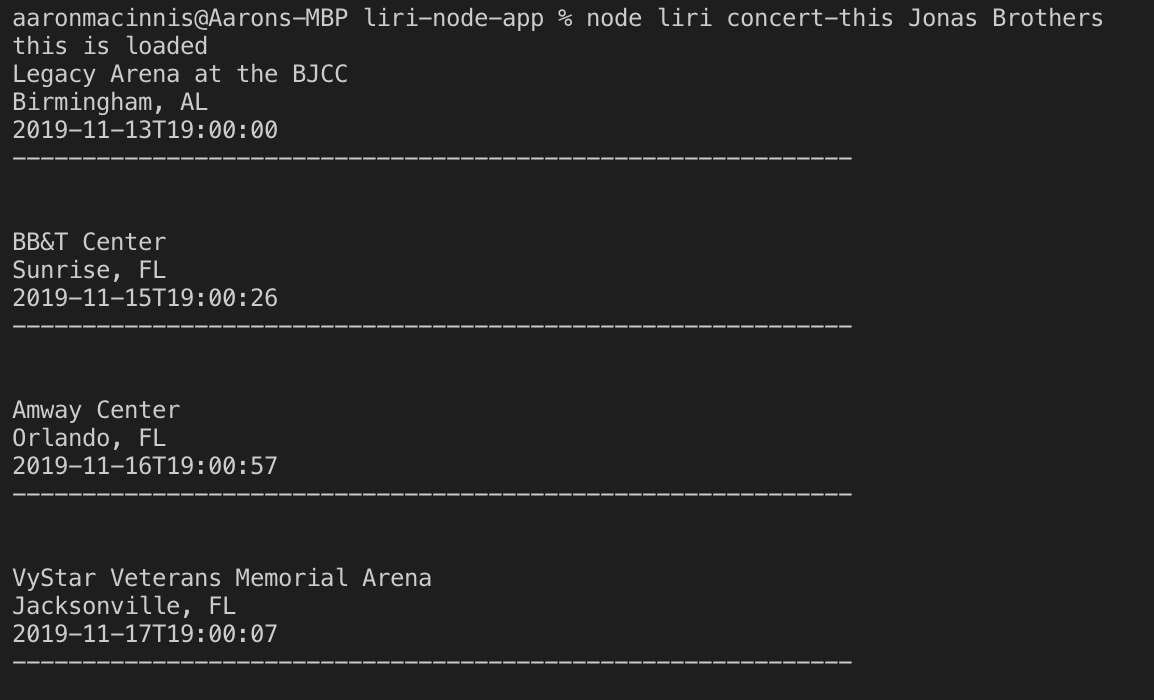 aaronmacinnis@Aarons-MBP liri-node-app % node liri concert-this Jonas Brothers
this is loaded
Legacy Arena at the BJCC
Birmingham, AL
2019-11-13T19:00:00
------------------------------------------------------------
BB&T Center
Sunrise, FL
2019-11-15T19:00:26
------------------------------------------------------------
Amway Center
Orlando, FL
2019-11-16T19:00:57
------------------------------------------------------------
VyStar Veterans Memorial Arena
Jacksonville, FL
2019-11-17T19:00:07
------------------------------------------------------------